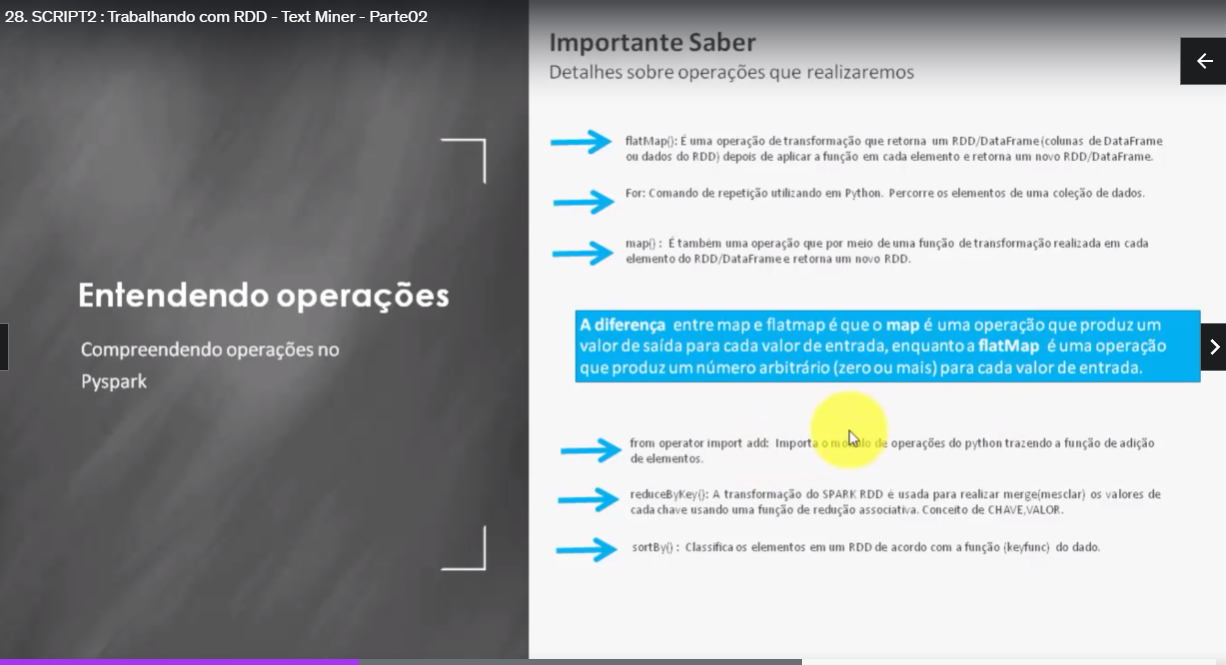 28. SCRIPT2 : Trabalhando com RDD - Text Miner - Parte02
Importante Saber
Detalhes sobre operações que realizaremos
flatMap(): É uma operação de transformação que retorna um RDD/DataFrame (colunas de DataFrame
ou dados do RDD) depois de aplicar a função em cada elemento e retorna um novo RDD/DataFrame.
For: Comando de repetição utilizando em Python. Percorre os elementos de uma coleção de dados.
map() : É também uma operação que por meio de uma função de transformação realizada em cada
elemento do RDD/DataFrame e retorna um novo RDD.
Entendendo operações
Compreendendo operações no
Pyspark
A diferença entre map e flatmap é que o map é uma operação que produz um
valor de saída para cada valor de entrada, enquanto a flatMap é uma operação
que produz um número arbitrário (zero ou mais) para cada valor de entrada.
from operator import add: Importa o módulo de operações do python trazendo a função de adição
de elementos.
reduceByKey(): A transformação do SPARK RDD é usada para realizar merge(mesclar) os valores de
cada chave usando uma função de redução associativa. Conceito de CHAVE,VALOR.
sortBy() : Classifica os elementos em um RDD de acordo com a função (keyfunc) do dado.